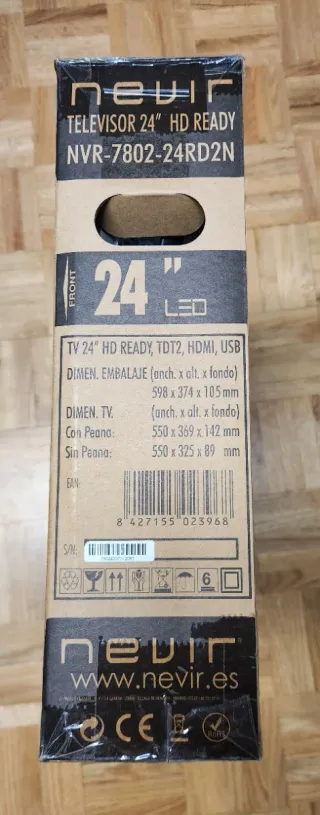 nevir
TELEVISOR 24" HD READY
NVR-7802-24RD2N
FRONT
24" LED
TV 24" HD READY, TDT2, HDMI, USB
DIMEN. EMBALAJE (anch. x alt. x fondo)
598 x 374 x 105 mm
DIMEN. TV. (anch. x alt. x fondo)
Con Peana: 550 x 369 x 142 mm
Sin Peana: 550 x 325 x 89 mm
EAN:
8 427155 023968
S/N:
6
nevir
www.nevir.es
CE RoHS